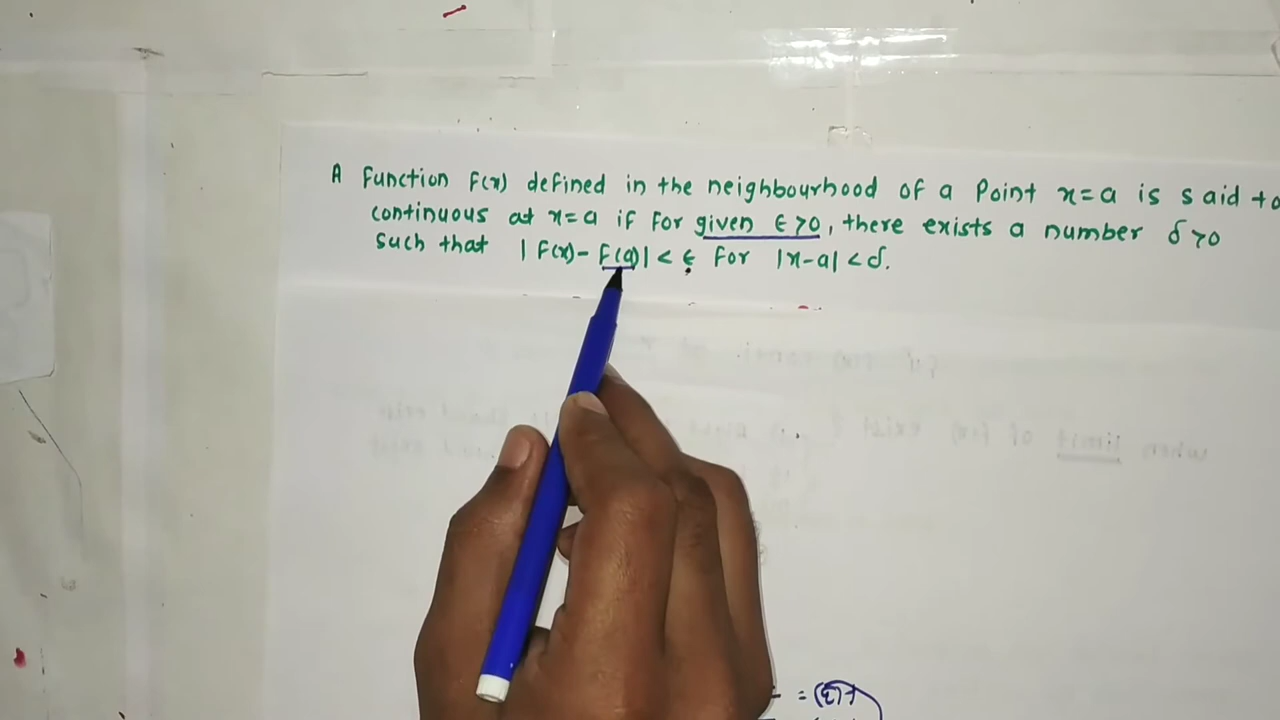 A function f(x) defined in the neighbourhood of a Point x=a is said to
continuous at x=a if for given ε>0, there exists a number δ>0
such that |f(x)-f(a)|<ε for |x-a|<δ.